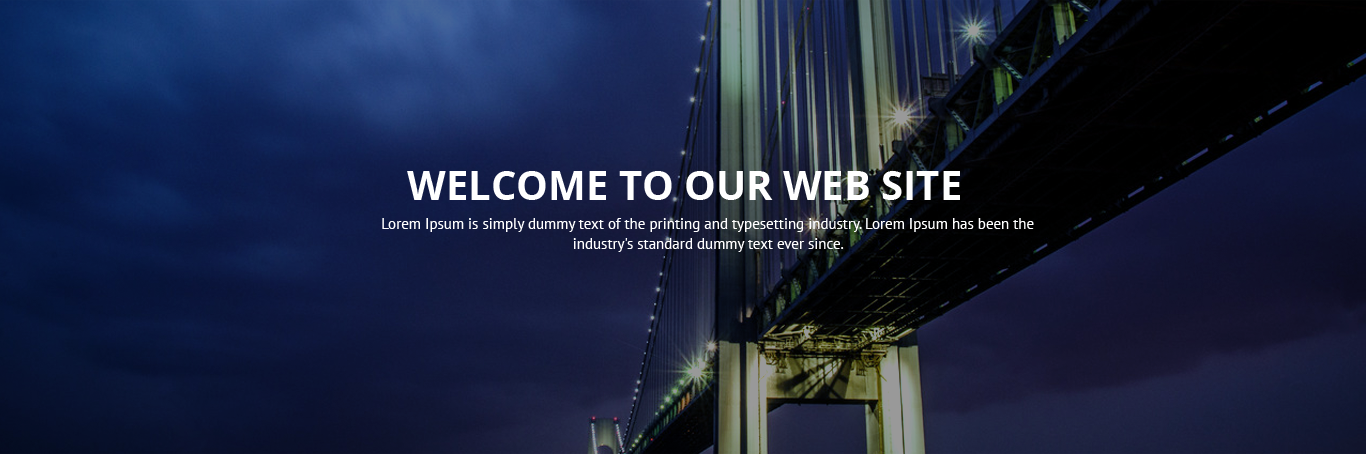 WELCOME TO OUR WEB SITE
Lorem Ipsum is simply dummy text of the printing and typesetting industry. Lorem Ipsum has been the
industry's standard dummy text ever since.